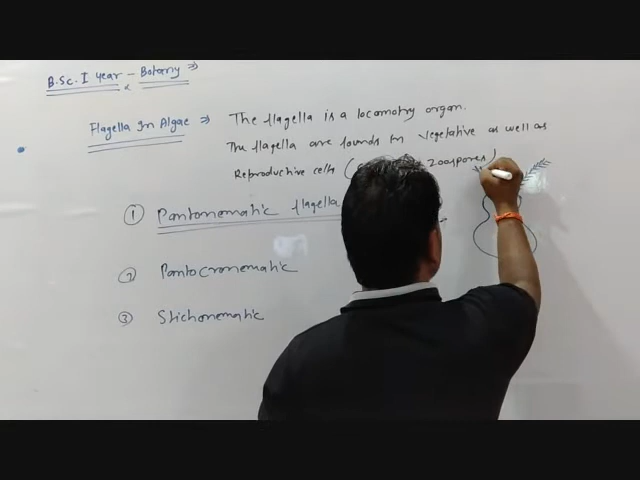 B.Sc. I year - Botany ⇒
Flagella In Algae ⇒ The flagella is a locomotry organ.
The flagella are founds in vegetative as well as
Reproductive cells ( Zoospores)
① Pantonematic flagella
② Pantocronematic
③ Stichonematic